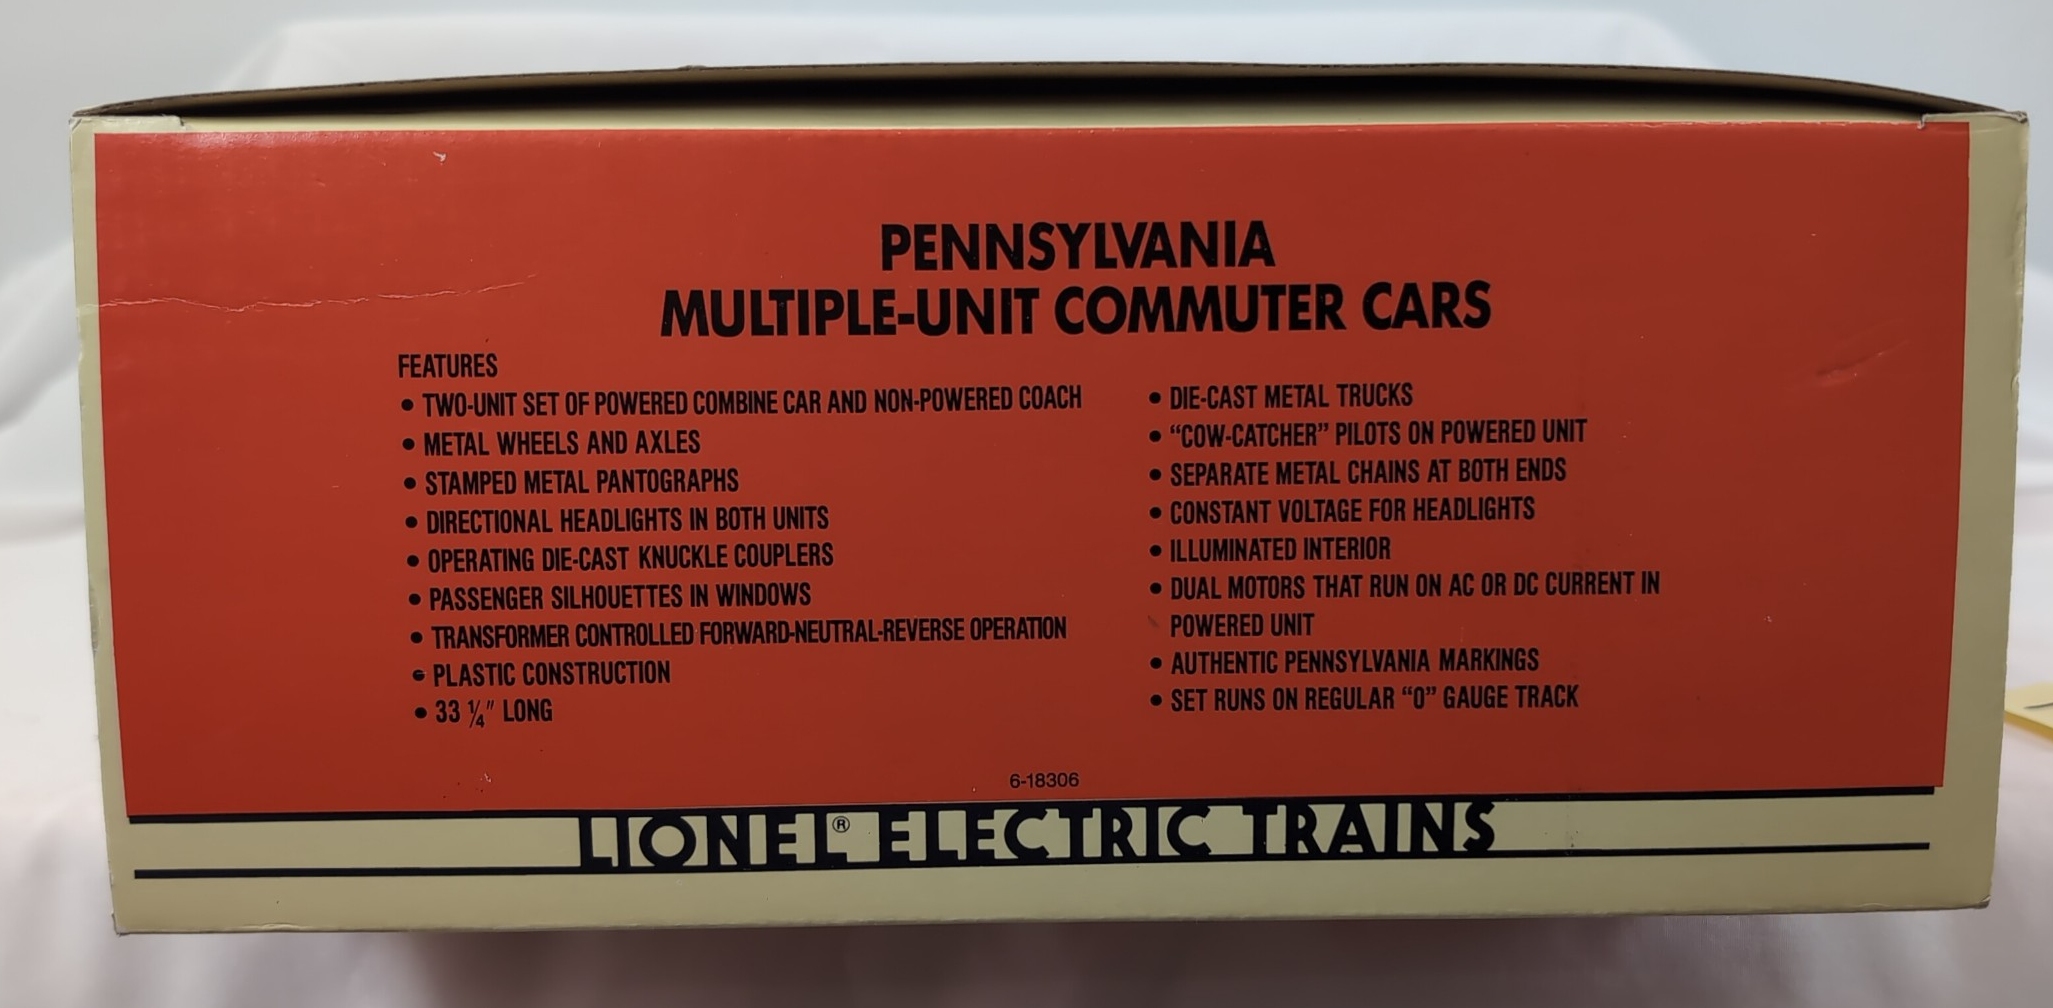 PENNSYLVANIA
MULTIPLE-UNIT COMMUTER CARS
FEATURES
• TWO-UNIT SET OF POWERED COMBINE CAR AND NON-POWERED COACH
• METAL WHEELS AND AXLES
• STAMPED METAL PANTOGRAPHS
• DIRECTIONAL HEADLIGHTS IN BOTH UNITS
• OPERATING DIE-CAST KNUCKLE COUPLERS
• PASSENGER SILHOUETTES IN WINDOWS
• TRANSFORMER CONTROLLED FORWARD-NEUTRAL-REVERSE OPERATION
• PLASTIC CONSTRUCTION
• 33 ¼" LONG
• DIE-CAST METAL TRUCKS
• "COW-CATCHER" PILOTS ON POWERED UNIT
• SEPARATE METAL CHAINS AT BOTH ENDS
• CONSTANT VOLTAGE FOR HEADLIGHTS
• ILLUMINATED INTERIOR
• DUAL MOTORS THAT RUN ON AC OR DC CURRENT IN
POWERED UNIT
• AUTHENTIC PENNSYLVANIA MARKINGS
• SET RUNS ON REGULAR "O" GAUGE TRACK
6-18306
LIONEL® ELECTRIC TRAINS